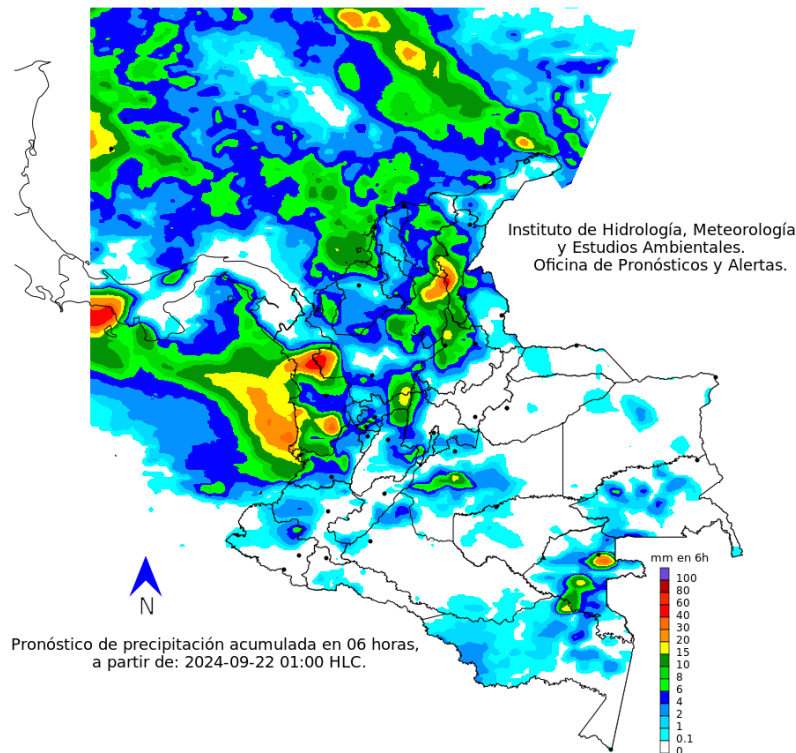 Instituto de Hidrología, Meteorología
y Estudios Ambientales.
Oficina de Pronósticos y Alertas.
mm en 6h
100
80
60
40
30
20
15
10
8
6
4
2
1
0.1
0
N
Pronóstico de precipitación acumulada en 06 horas,
a partir de: 2024-09-22 01:00 HLC.